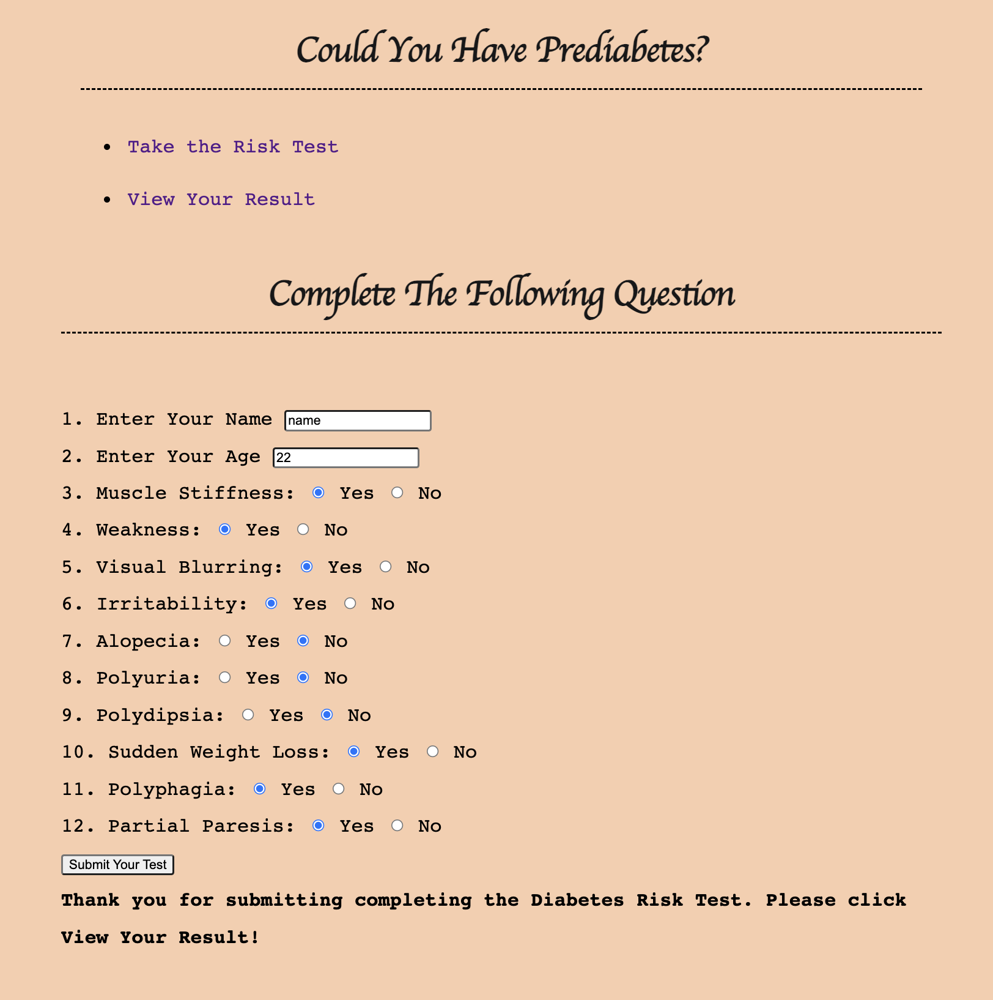 Could You Have Prediabetes?
Take the Risk Test
View Your Result
Complete The Following Question
1. Enter Your Name name
2. Enter Your Age 22
3. Muscle Stiffness: Yes No
4. Weakness: Yes No
5. Visual Blurring: Yes No
6. Irritability: Yes No
7. Alopecia: Yes No
8. Polyuria: Yes No
9. Polydipsia: Yes No
10. Sudden Weight Loss: Yes No
11. Polyphagia: Yes No
12. Partial Paresis: Yes No
Submit Your Test
Thank you for submitting completing the Diabetes Risk Test. Please click
View Your Result!